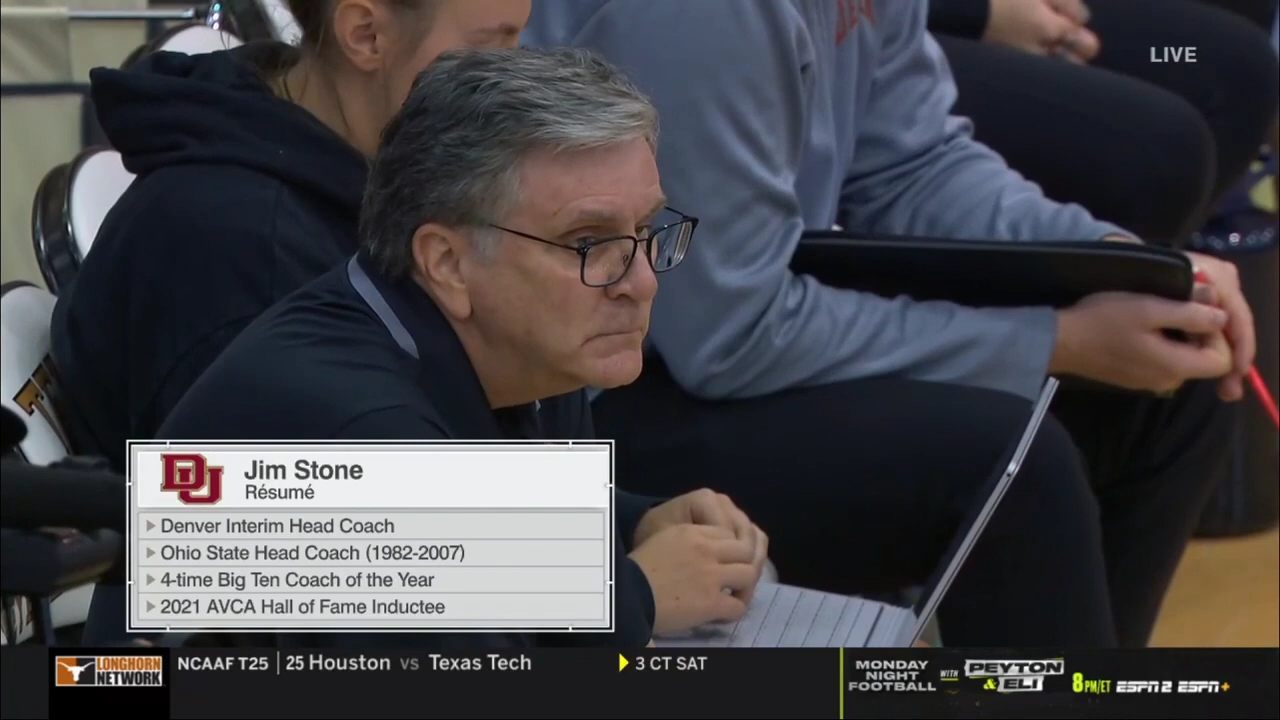 LIVE
DU
Jim Stone
Résumé
Denver Interim Head Coach
Ohio State Head Coach (1982-2007)
4-time Big Ten Coach of the Year
2021 AVCA Hall of Fame Inductee
LONGHORN
NETWORK
NCAAF T25 | 25 Houston vs Texas Tech 3 CT SAT
MONDAY
NIGHT
FOOTBALL
WITH
PEYTON
& ELI
8PM/ET ESPN2 ESPN+